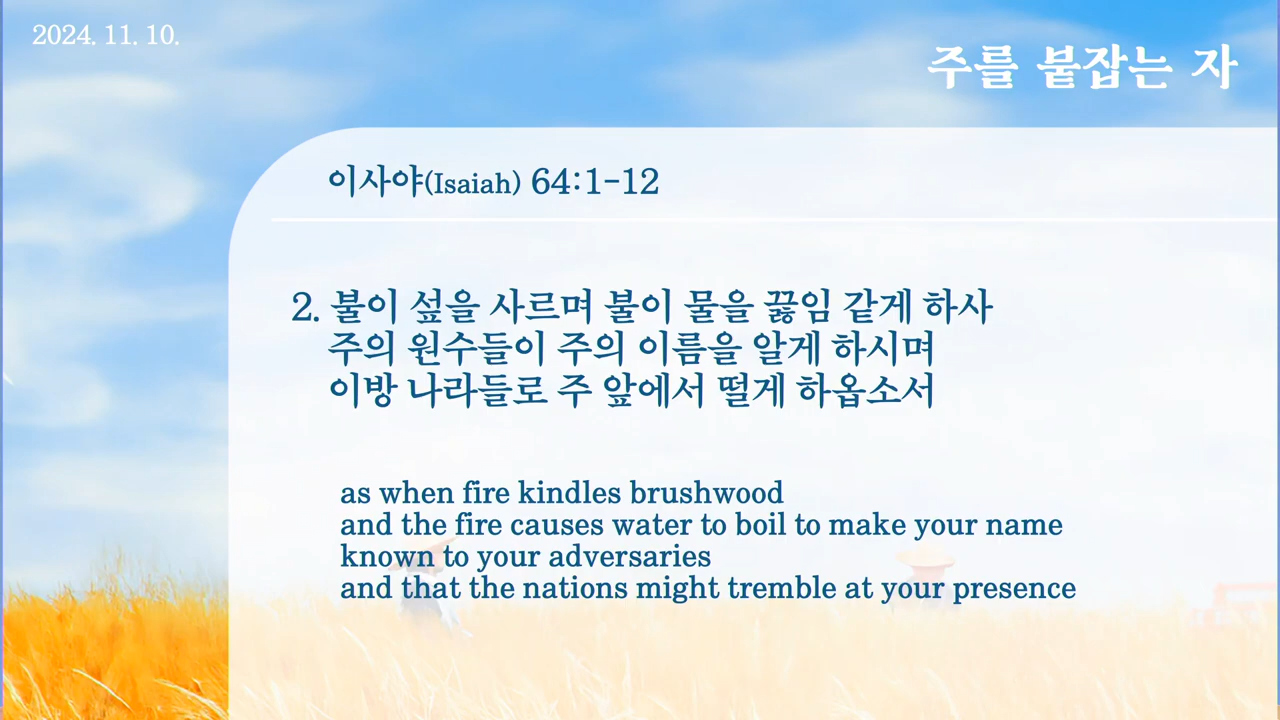 2024. 11. 10.
주를 붙잡는 자
이사야(Isaiah) 64:1-12
2. 불이 섶을 사르며 불이 물을 끓임 같게 하사
주의 원수들이 주의 이름을 알게 하시며
이방 나라들로 주 앞에서 떨게 하옵소서
as when fire kindles brushwood
and the fire causes water to boil to make your name
known to your adversaries
and that the nations might tremble at your presence